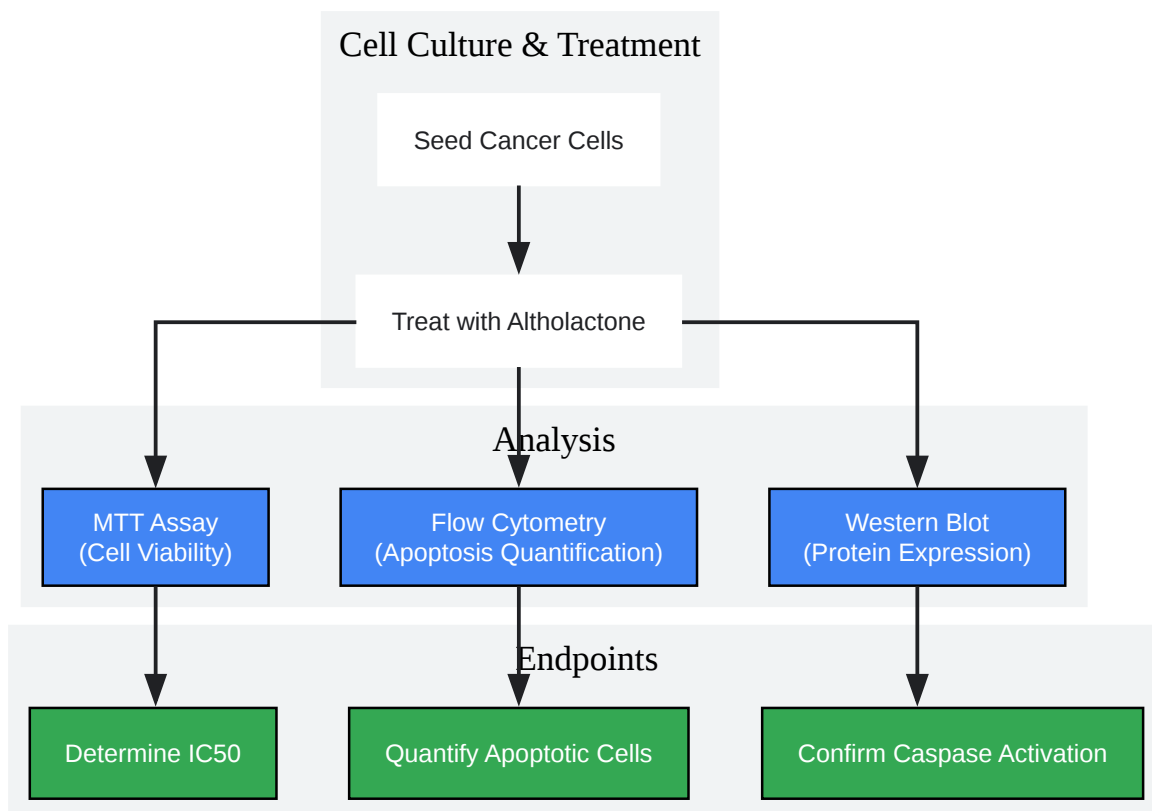 Cell Culture & Treatment
Seed Cancer Cells
Treat with Altholactone
Analysis
MTT Assay
(Cell Viability)
Flow Cytometry
(Apoptosis Quantification)
Western Blot
(Protein Expression)
Endpoints
Determine IC50
Quantify Apoptotic Cells
Confirm Caspase Activation